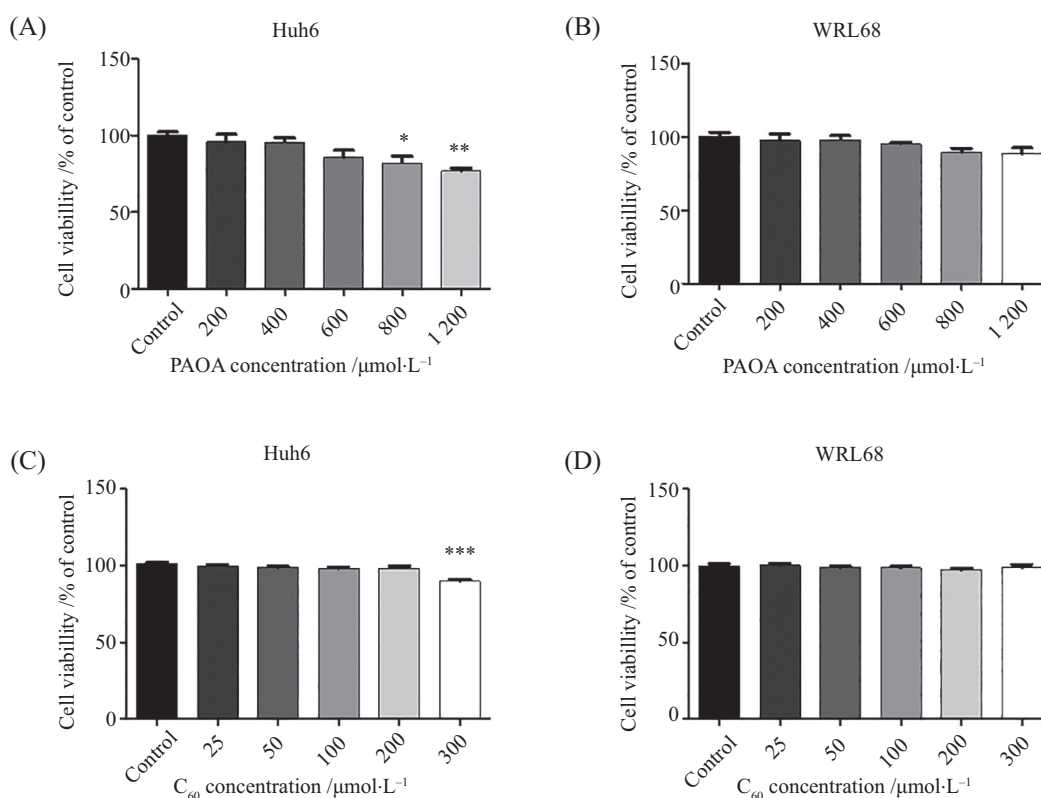 (A)
Huh6
Cell viabillity /% of control
150
100
50
0
*
**
Control
200
400
600
800
1 200
PAOA concentration /μmol·L⁻¹
(B)
WRL68
Cell viability /% of control
150
100
50
0
Control
200
400
600
800
1 200
PAOA concentration /μmol·L⁻¹
(C)
Huh6
Cell viabillity /% of control
150
100
50
0
***
Control
25
50
100
200
300
C₆₀ concentration /μmol·L⁻¹
(D)
WRL68
Cell viabillity /% of control
150
100
50
0
Control
25
50
100
200
300
C₆₀ concentration /μmol·L⁻¹